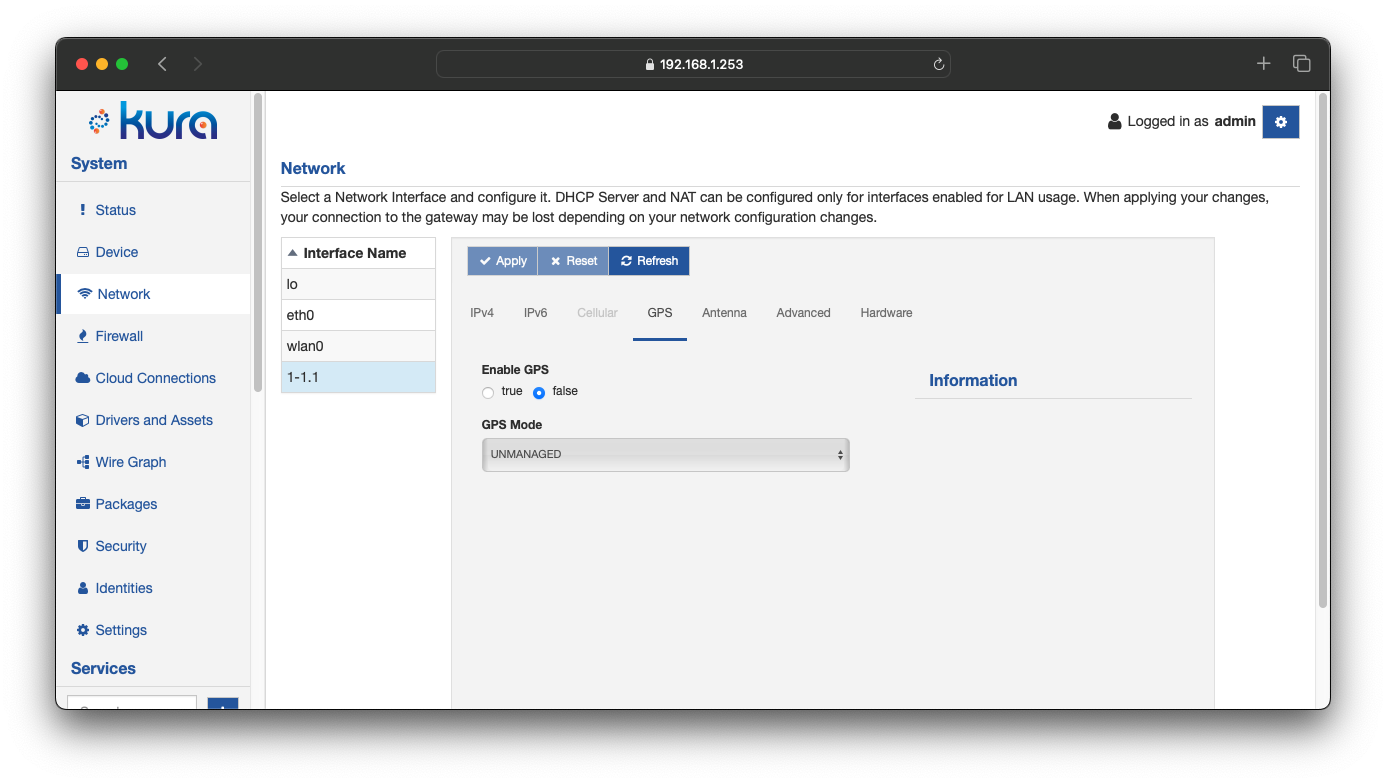 192.168.1.253
kura
Logged in as admin
System
Status
Device
Network
Firewall
Cloud Connections
Drivers and Assets
Wire Graph
Packages
Security
Identities
Settings
Services
Network
Select a Network Interface and configure it. DHCP Server and NAT can be configured only for interfaces enabled for LAN usage. When applying your changes,
your connection to the gateway may be lost depending on your network configuration changes.
Interface Name
lo
eth0
wlan0
1-1.1
Apply Reset Refresh
IPv4 IPv6 Cellular GPS Antenna Advanced Hardware
Enable GPS
true false
GPS Mode
UNMANAGED
Information